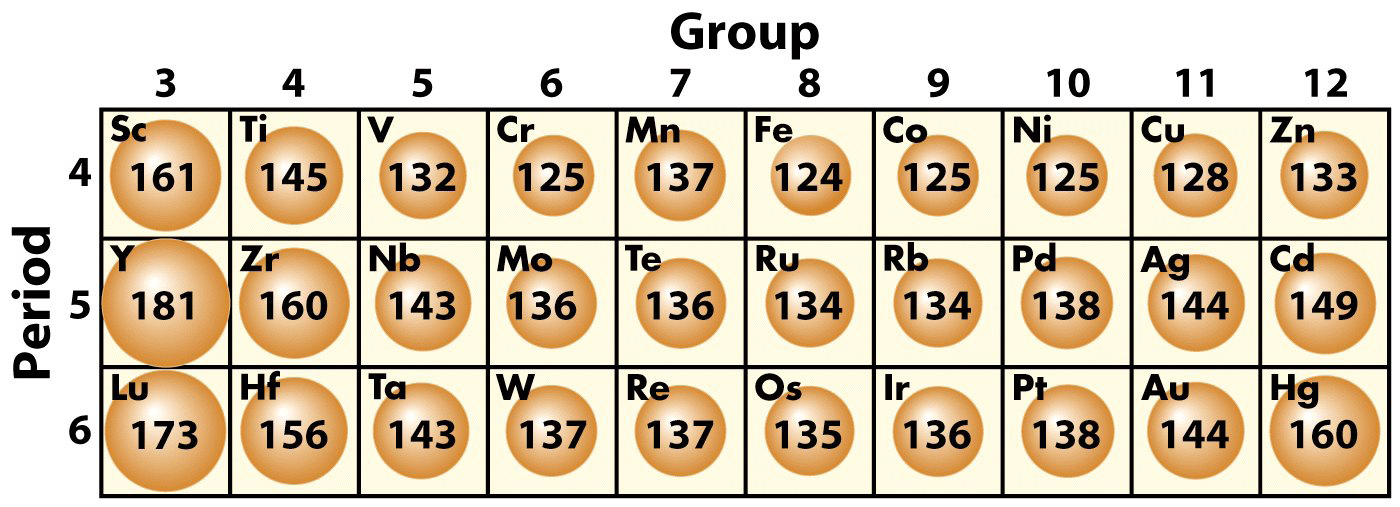 Group
3 4 5 6 7 8 9 10 11 12
Period
4
Sc Ti V Cr Mn Fe Co Ni Cu Zn
161 145 132 125 137 124 125 125 128 133
5
Y Zr Nb Mo Te Ru Rb Pd Ag Cd
181 160 143 136 136 134 134 138 144 149
6
Lu Hf Ta W Re Os Ir Pt Au Hg
173 156 143 137 137 135 136 138 144 160